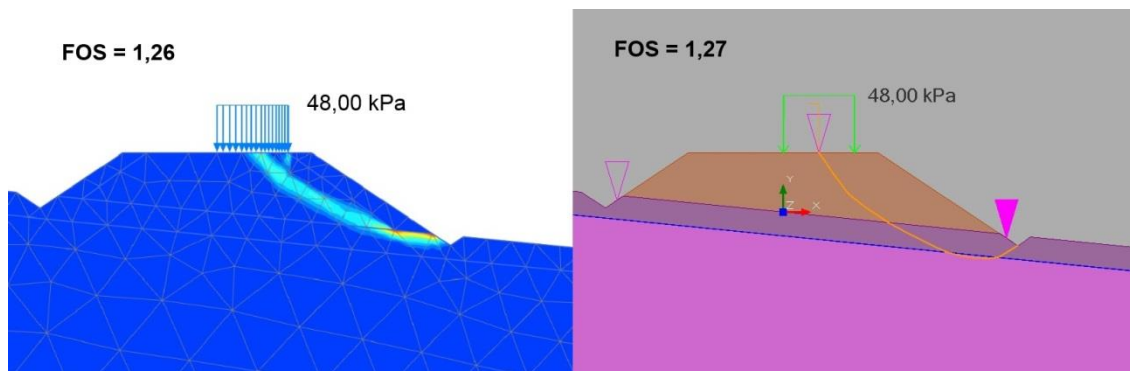 FOS = 1,26
48,00 kPa
FOS = 1,27
48,00 kPa
Y
Z
X